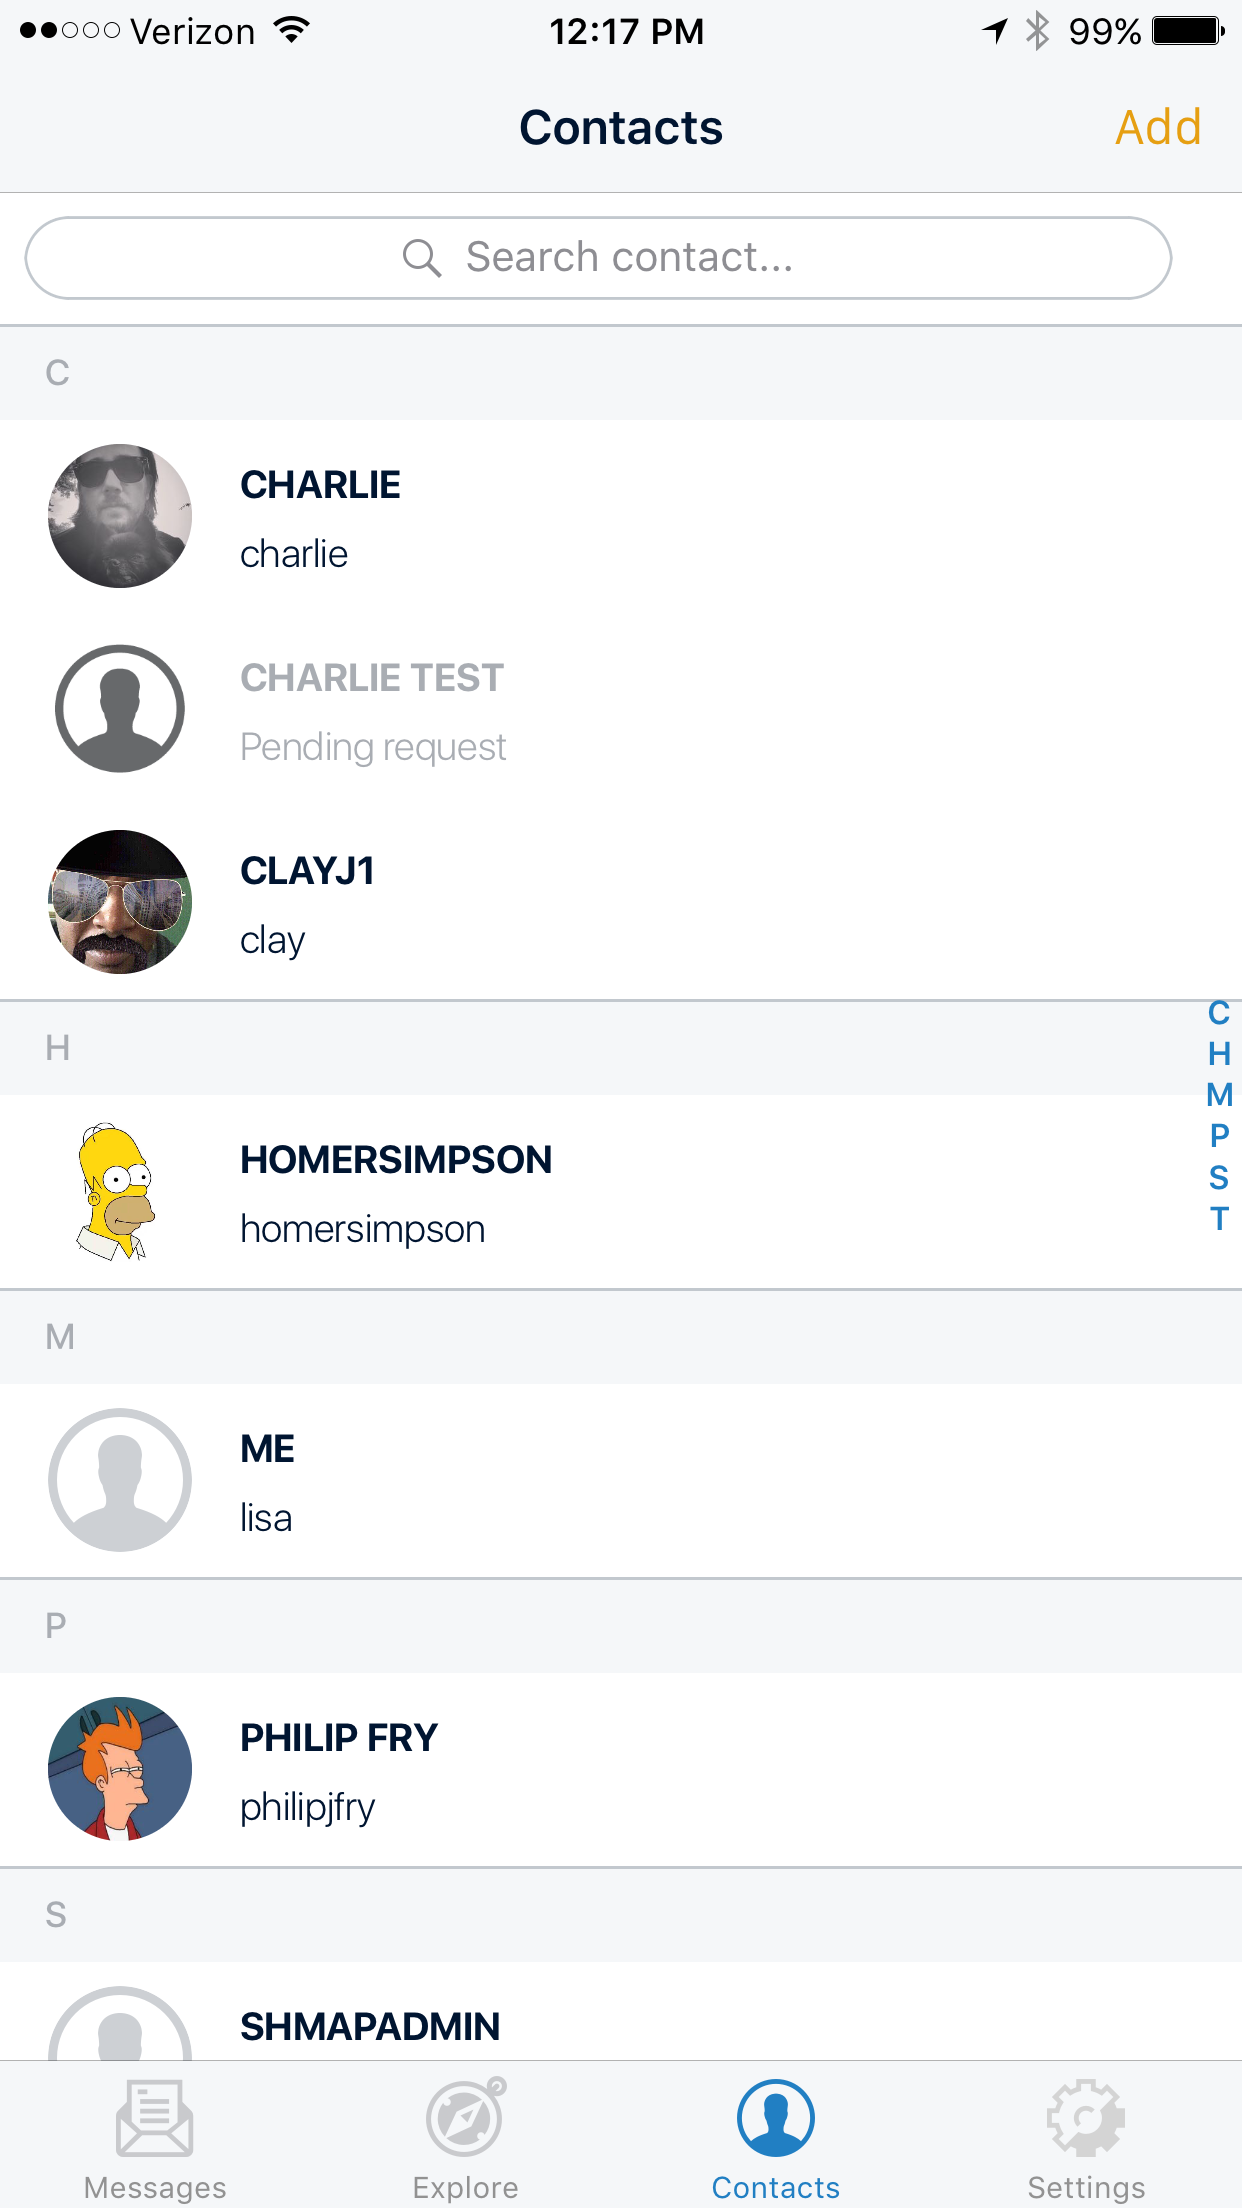 Verizon 12:17 PM 99%
Contacts Add
Search contact...
C
CHARLIE
charlie
CHARLIE TEST
Pending request
CLAYJ1
clay
H
HOMERSIMPSON
homersimpson
M
ME
lisa
P
PHILIP FRY
philipjfry
S
SHMAPADMIN
C
H
M
P
S
T
Messages Explore Contacts Settings